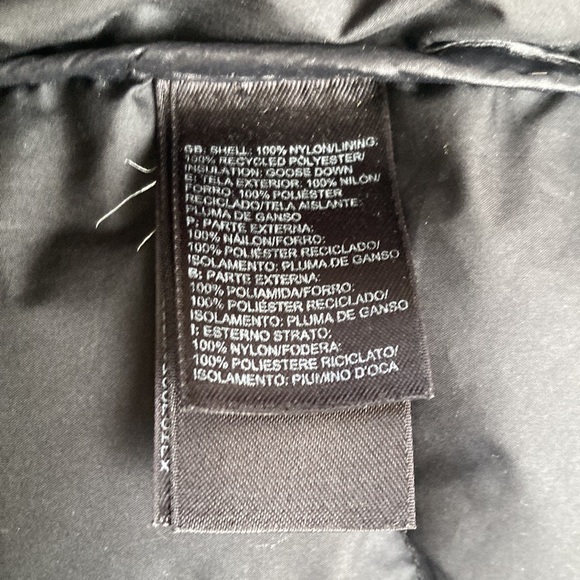 GB: SHELL: 100% NYLON/LINING:
100% RECYCLED POLYESTER/
INSULATION: GOOSE DOWN
E: TELA EXTERIOR: 100% NILÓN/
FORRO: 100% POLIÉSTER
RECICLADO/TELA AISLANTE:
PLUMA DE GANSO
P: PARTE EXTERNA:
100% NÁILON/FORRO:
100% POLIÉSTER RECICLADO/
ISOLAMENTO: PLUMA DE GANSO
B: PARTE EXTERNA:
100% POLIAMIDA/FORRO:
100% POLIÉSTER RECICLADO/
ISOLAMENTO: PLUMA DE GANSO
I: ESTERNO STRATO:
100% NYLON/FODERA:
100% POLIESTERE RICICLATO/
ISOLAMENTO: PIUMINO D'OCA